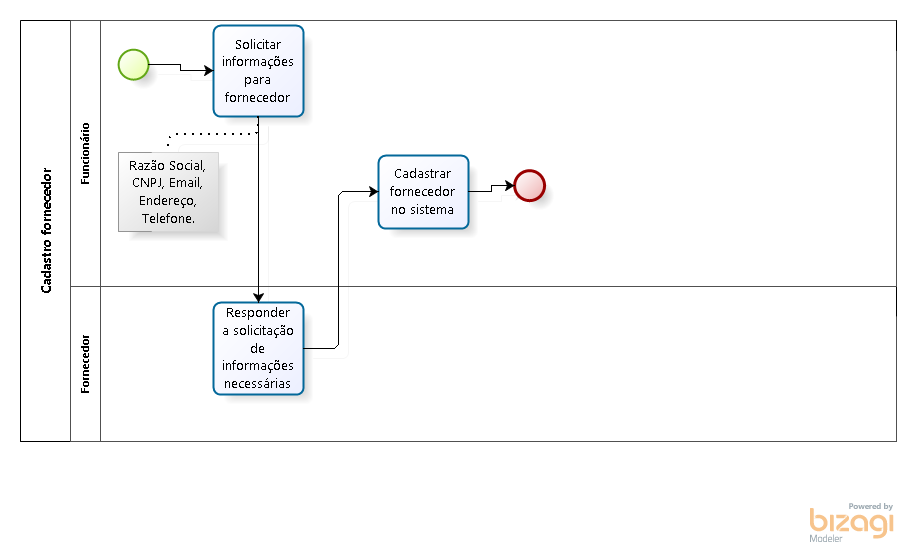 Cadastro fornecedor
Funcionário
Solicitar
informações
para
fornecedor
Razão Social,
CNPJ, Email,
Endereço,
Telefone.
Cadastrar
fornecedor
no sistema
Fornecedor
Responder
a solicitação
de
informações
necessárias
Powered by
bizagi
Modeler